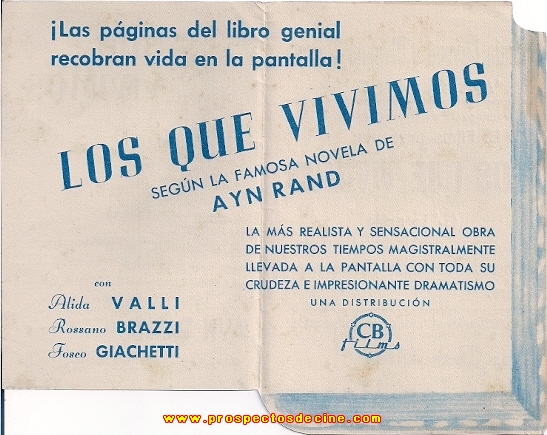 ¡Las páginas del libro genial
recobran vida en la pantalla!
LOS QUE VIVIMOS
SEGÚN LA FAMOSA NOVELA DE
AYN RAND
LA MÁS REALISTA Y SENSACIONAL OBRA
DE NUESTROS TIEMPOS MAGISTRALMENTE
LLEVADA A LA PANTALLA CON TODA SU
CRUDEZA E IMPRESIONANTE DRAMATISMO
UNA DISTRIBUCIÓN
CB
films
con
Alida VALLI
Rossano BRAZZI
Fosco GIACHETTI
www.prospectosdecine.com